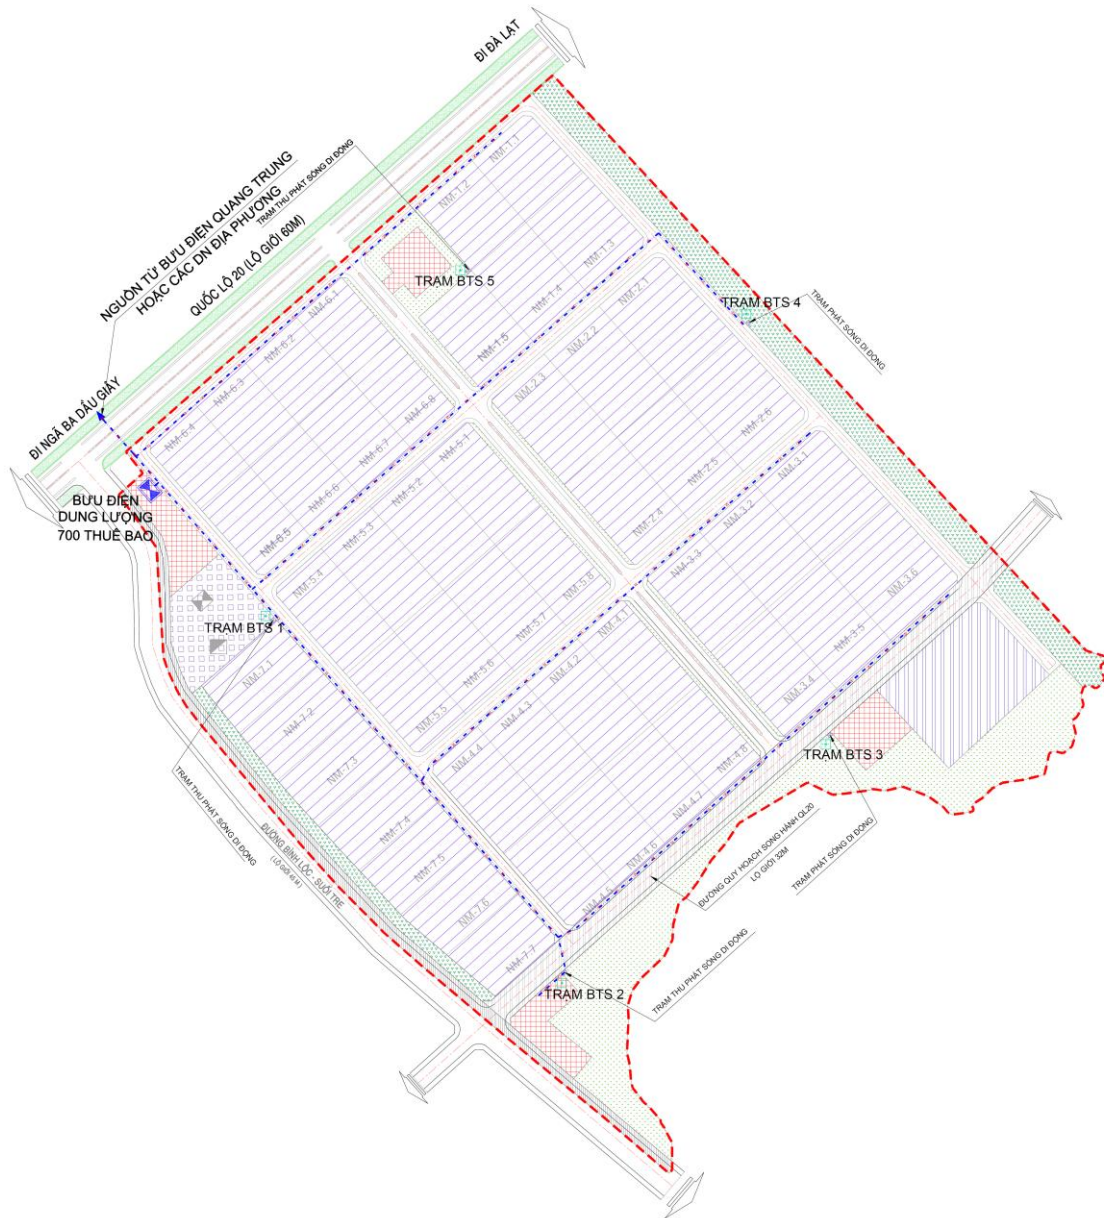 ĐI ĐÀ LẠT
NGUỒN TỪ BƯU ĐIỆN QUANG TRUNG
HOẶC CÁC DN ĐỊA PHƯƠNG
TRẠM THU PHÁT SÓNG DI ĐỘNG
QUỐC LỘ 20 (LỘ GIỚI 60M)
ĐI NGÃ BA DẦU GIÂY
NM-1.1
NM-1.2
NM-1.3
NM-1.4
NM-1.5
TRẠM BTS 5
NM-2.1
NM-2.2
NM-2.3
NM-2.4
NM-2.5
NM-2.6
TRẠM BTS 4
TRẠM PHÁT SÓNG DI ĐỘNG
NM-6.1
NM-6.2
NM-6.3
NM-6.4
NM-6.5
NM-6.6
NM-6.7
NM-6.8
BƯU ĐIỆN
DUNG LƯỢNG
700 THUÊ BAO
NM-5.1
NM-5.2
NM-5.3
NM-5.4
NM-5.5
NM-5.6
NM-5.7
NM-5.8
NM-3.1
NM-3.2
NM-3.3
NM-3.4
NM-3.5
NM-3.6
TRẠM BTS 1
TRẠM THU PHÁT SÓNG DI ĐỘNG
NM-4.1
NM-4.2
NM-4.3
NM-4.4
NM-4.5
NM-4.6
NM-4.7
NM-4.8
NM-7.1
NM-7.2
NM-7.3
NM-7.4
NM-7.5
NM-7.6
NM-7.7
TRẠM BTS 3
TRẠM PHÁT SÓNG DI ĐỘNG
ĐƯỜNG QUY HOẠCH SONG HÀNH QL20
LỘ GIỚI 32M
ĐƯỜNG BÌNH LỘC - SUỐI TRE
TRẠM BTS 2
TRẠM THU PHÁT SÓNG DI ĐỘNG